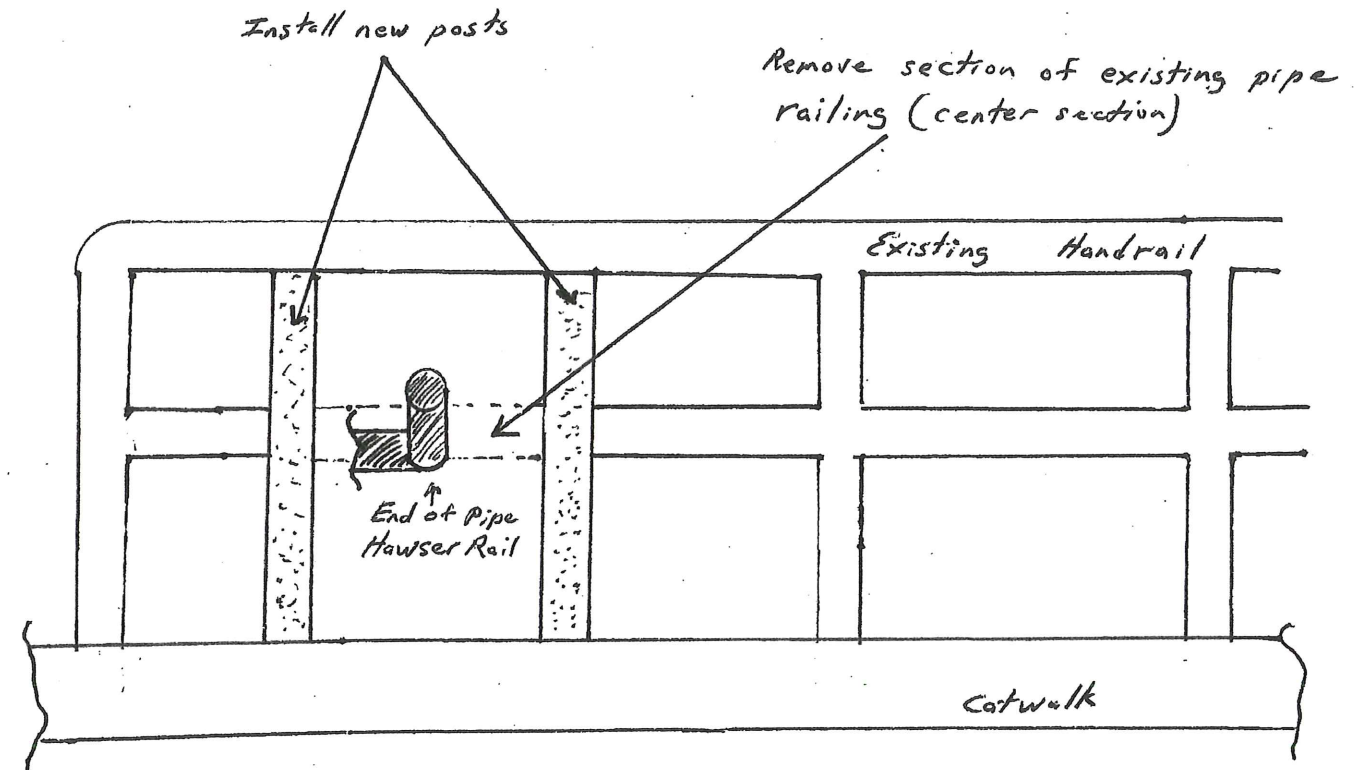 Install new posts
Remove section of existing pipe
railing (center section)
Existing Handrail
End of Pipe
Hawser Rail
Catwalk